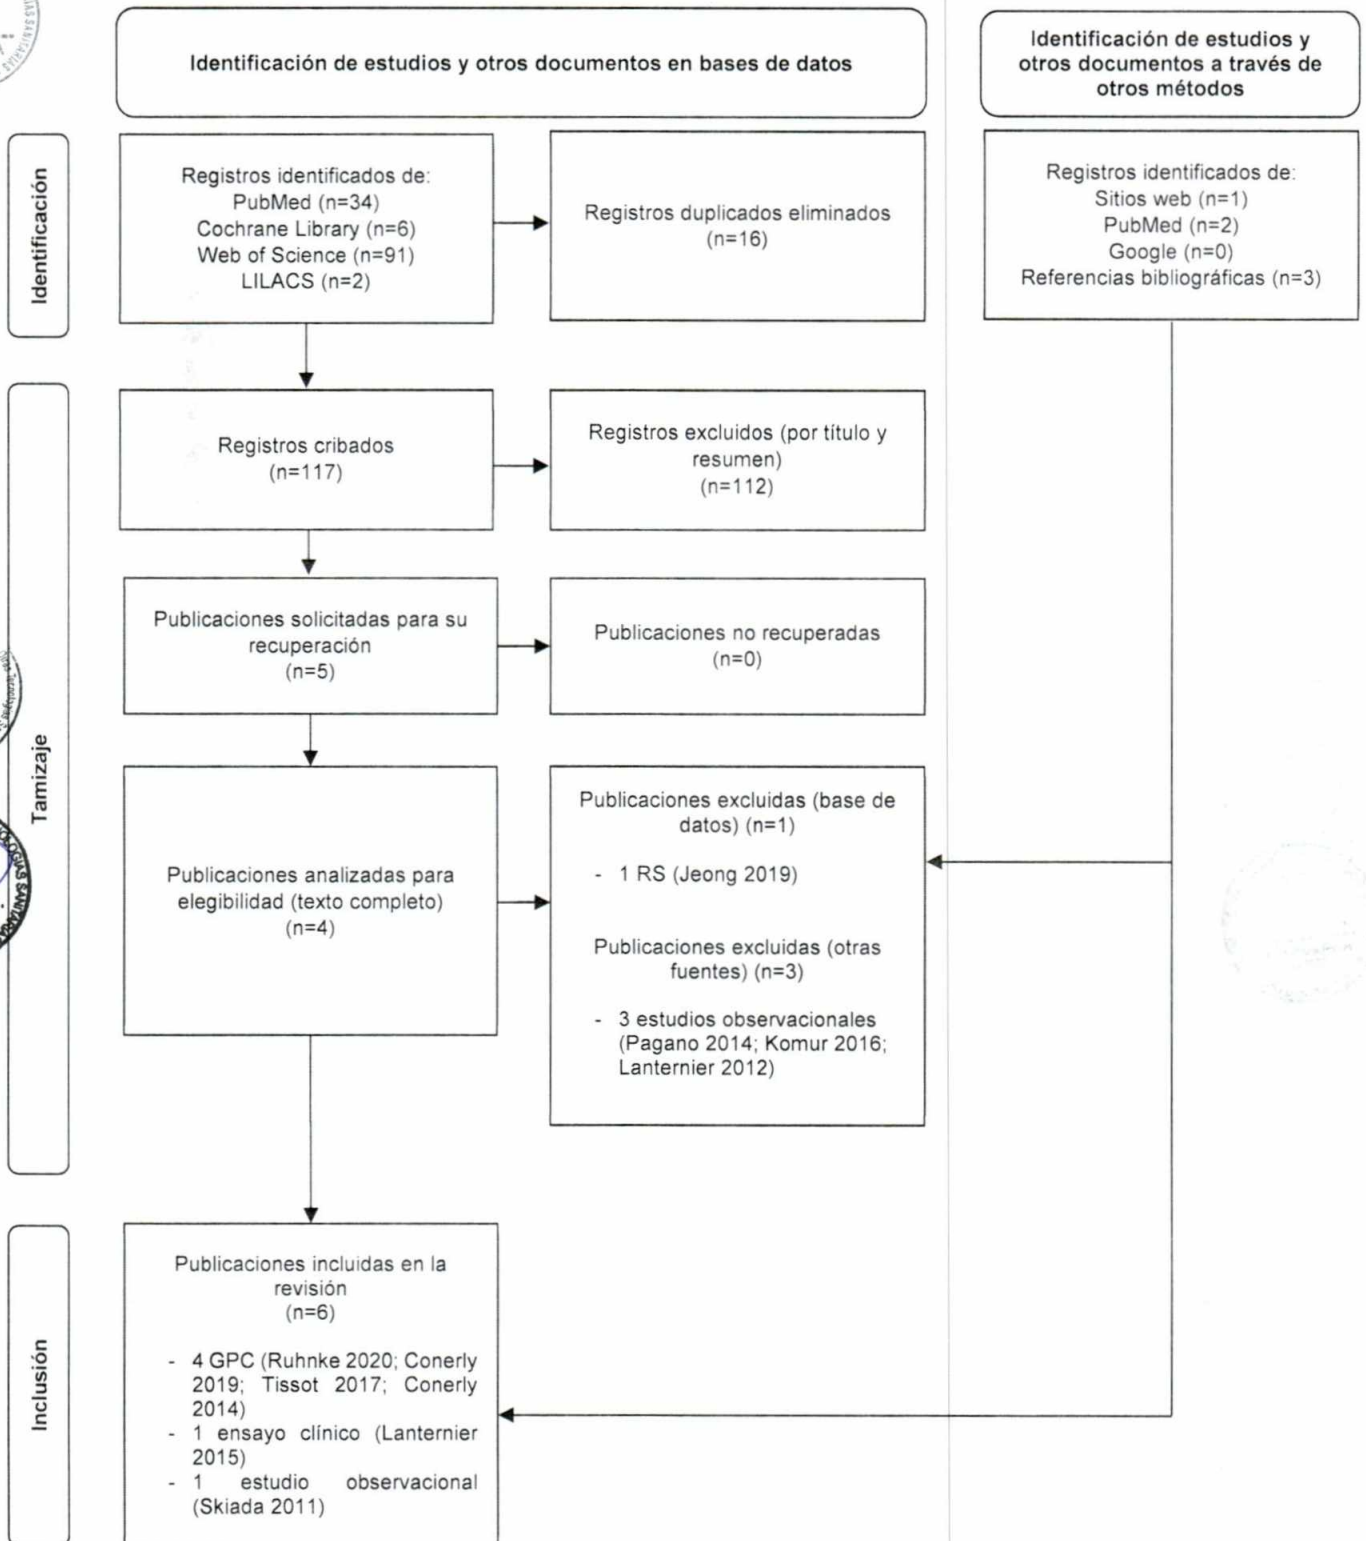 Identificación de estudios y otros documentos en bases de datos
Identificación de estudios y
otros documentos a través de
otros métodos
Identificación
Registros identificados de:
PubMed (n=34)
Cochrane Library (n=6)
Web of Science (n=91)
LILACS (n=2)
Registros duplicados eliminados
(n=16)
Registros identificados de:
Sitios web (n=1)
PubMed (n=2)
Google (n=0)
Referencias bibliográficas (n=3)
Tamizaje
Registros cribados
(n=117)
Registros excluidos (por título y
resumen)
(n=112)
Publicaciones solicitadas para su
recuperación
(n=5)
Publicaciones no recuperadas
(n=0)
Publicaciones analizadas para
elegibilidad (texto completo)
(n=4)
Publicaciones excluidas (base de
datos) (n=1)
- 1 RS (Jeong 2019)
Publicaciones excluidas (otras
fuentes) (n=3)
- 3 estudios observacionales
(Pagano 2014; Komur 2016;
Lanternier 2012)
Inclusión
Publicaciones incluidas en la
revisión
(n=6)
- 4 GPC (Ruhnke 2020; Conerly
2019; Tissot 2017; Conerly
2014)
- 1 ensayo clínico (Lanternier
2015)
- 1 estudio observacional
(Skiada 2011)